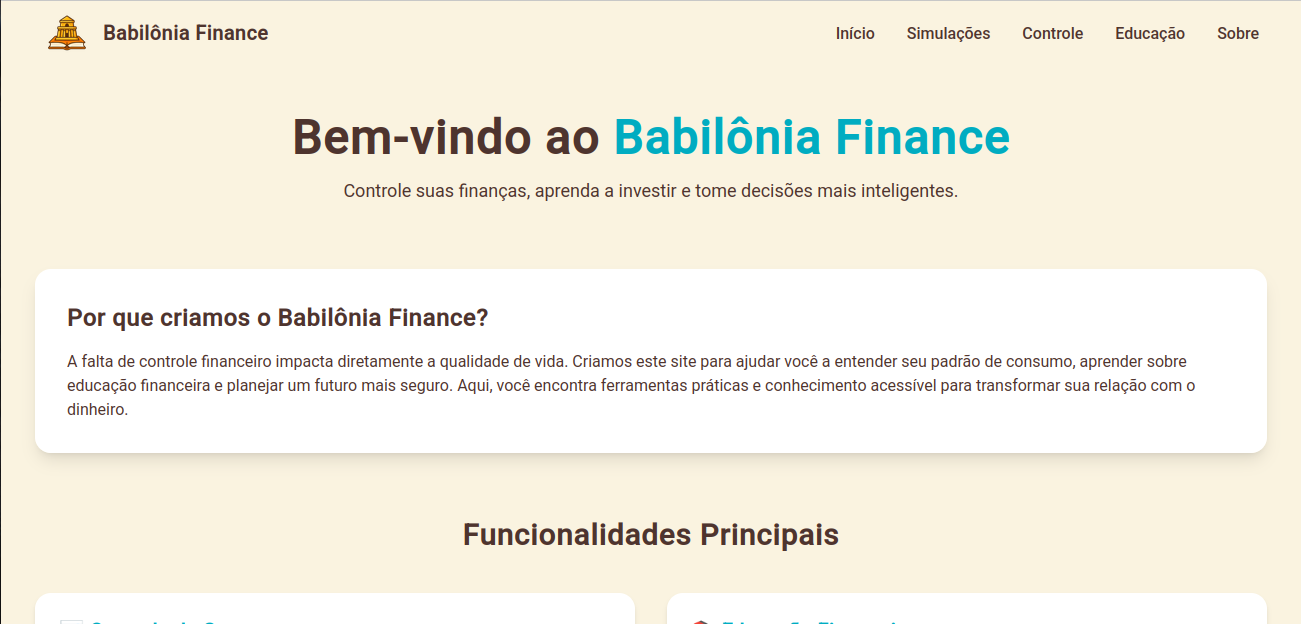 Babilônia Finance
Início Simulações Controle Educação Sobre
Bem-vindo ao Babilônia Finance
Controle suas finanças, aprenda a investir e tome decisões mais inteligentes.
Por que criamos o Babilônia Finance?
A falta de controle financeiro impacta diretamente a qualidade de vida. Criamos este site para ajudar você a entender seu padrão de consumo, aprender sobre
educação financeira e planejar um futuro mais seguro. Aqui, você encontra ferramentas práticas e conhecimento acessível para transformar sua relação com o
dinheiro.
Funcionalidades Principais